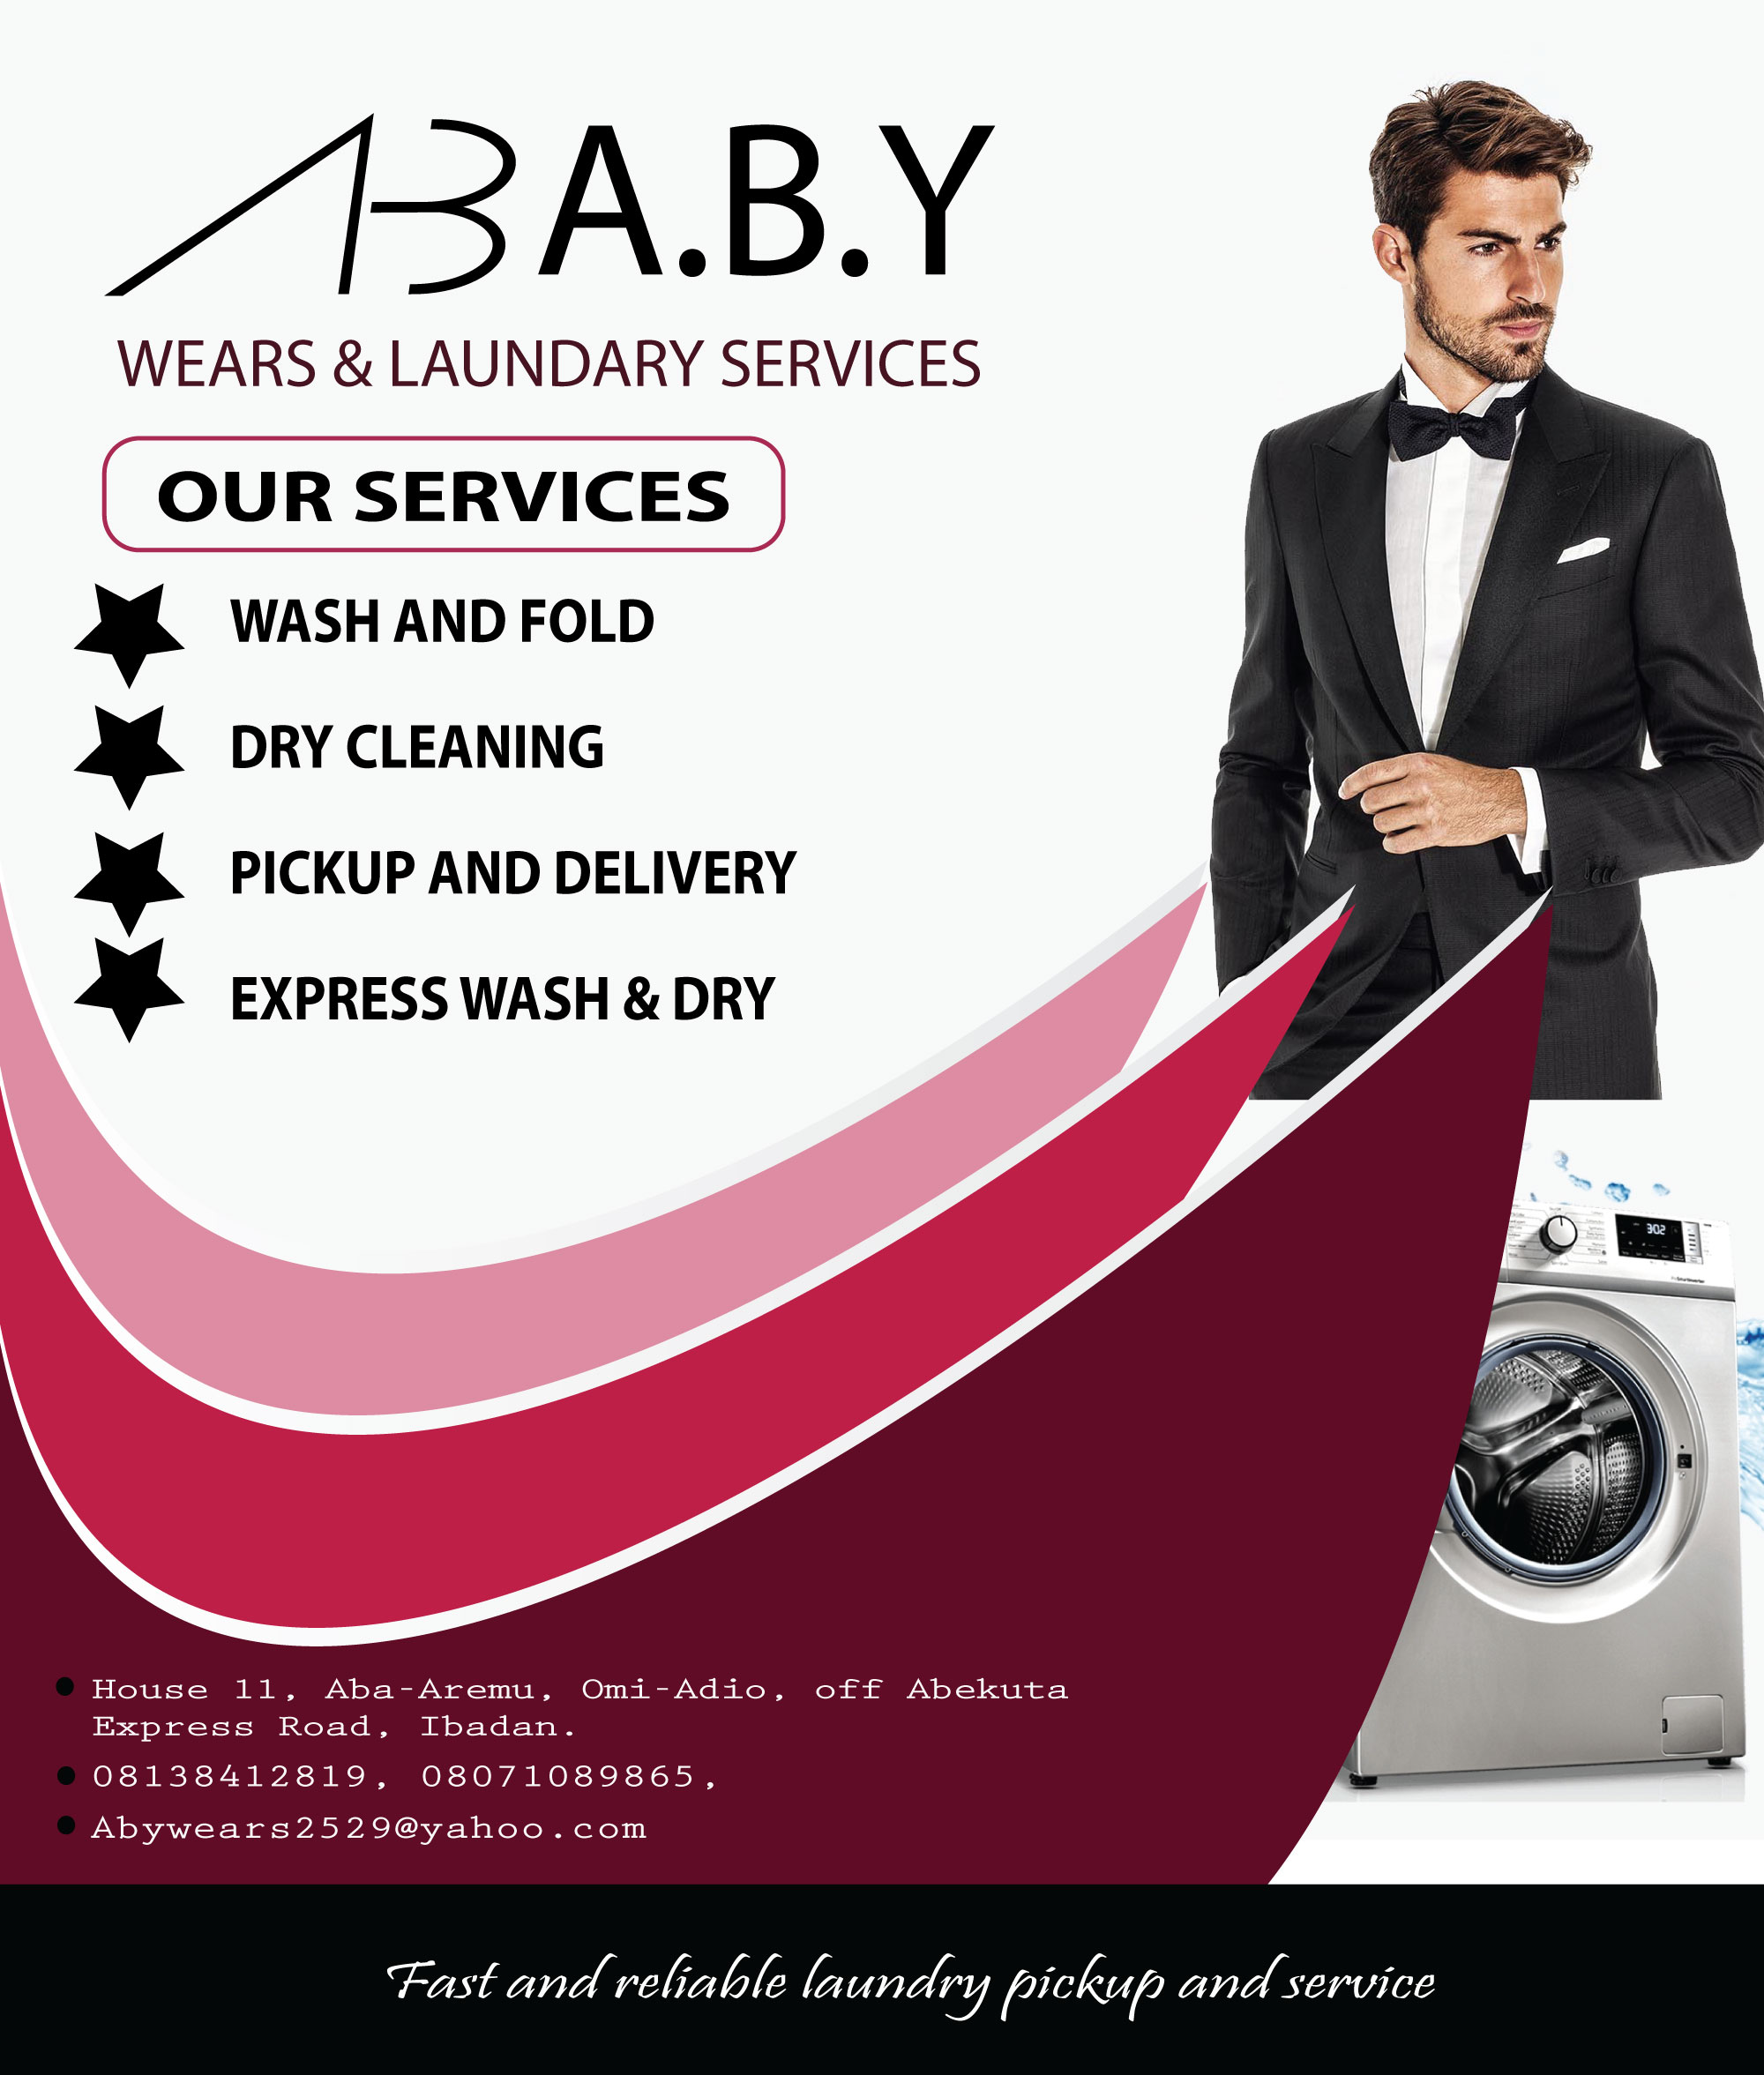 AB A.B.Y
WEARS & LAUNDARY SERVICES
OUR SERVICES
WASH AND FOLD
DRY CLEANING
PICKUP AND DELIVERY
EXPRESS WASH & DRY
302
House 11, Aba-Aremu, Omi-Adio, off Abekuta
Express Road, Ibadan.
08138412819, 08071089865,
Abywears2529@yahoo.com
Fast and reliable laundry pickup and service